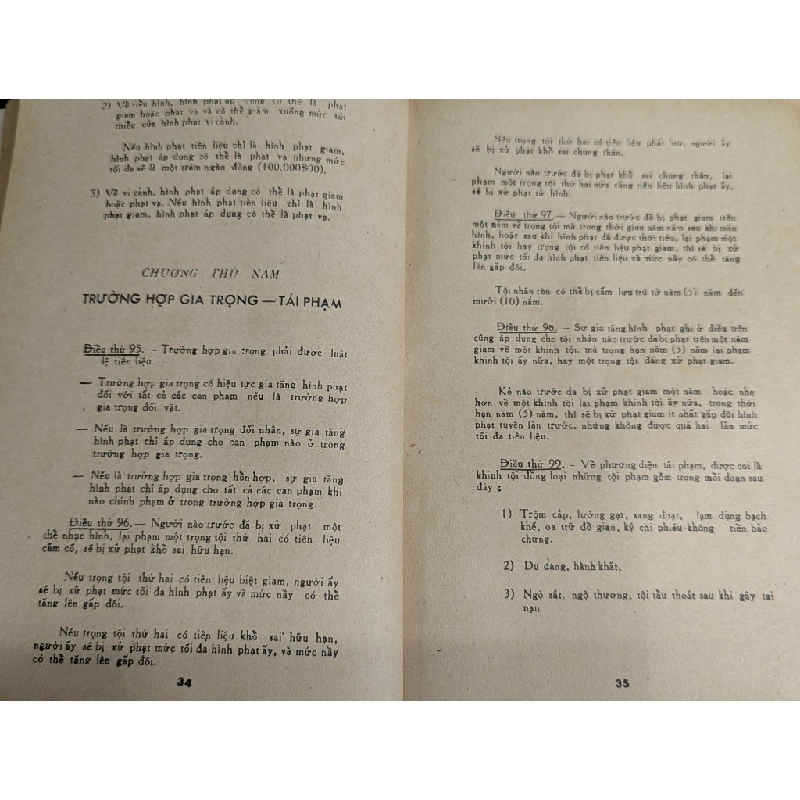 2) Về tiểu hình, hình phạt áp dụng có thể là phạt
giam hoặc phạt vạ và có thể giảm xuống mức tối
thiểu của hình phạt vi cảnh.
Nếu hình phạt tiên liệu chỉ là hình phạt giam,
hình phạt áp dụng có thể là phạt vạ nhưng mức
tối đa sẽ là một trăm ngàn đồng (100,000$00).
3) Về vi cảnh, hình phạt áp dụng có thể là phạt giam
hoặc phạt vạ. Nếu hình phạt tiên liệu chỉ là hình
phạt giam, hình phạt áp dụng có thể là phạt vạ.
CHƯƠNG THỨ NĂM
TRƯỜNG HỢP GIA TRỌNG — TÁI PHẠM
Điều thứ 95. - Trường hợp gia trọng phải được luật
lệ tiên liệu.
— Trường hợp gia trọng có hiệu lực gia tăng hình phạt
đối với tất cả các can phạm nếu là trường hợp
gia trọng đối vật.
— Nếu là trường hợp gia trọng đối nhân, sự gia tăng
hình phạt chỉ áp dụng cho can phạm nào ở trong
trường hợp gia trọng.
— Nếu là trường hợp gia trọng hỗn hợp, sự gia tăng
hình phạt chỉ áp dụng cho tất cả các can phạm khi
nào chính phạm ở trong trường hợp gia trọng.
Điều thứ 96. — Người nào trước đã bị xử phạt một
thể nhục hình, lại phạm một trọng tội thứ hai có tiên liệu
cấm cố, sẽ bị xử phạt khổ sai hữu hạn.
Nếu trọng tội thứ hai có tiên liệu biệt giam, người ấy
sẽ bị xử phạt mức tối đa hình phạt ấy và mức nầy có thể
tăng lên gấp đôi.
Nếu trọng tội thứ hai có tiên liệu khổ sai hữu hạn,
người ấy sẽ bị xử phạt mức tối đa hình phạt ấy, và mức nầy
có thể tăng lên gấp đôi.
34
Nếu trọng tội thứ hai có tiên liệu phát lưu, người ấy
sẽ bị xử phạt khổ sai chung thân.
Người nào trước đã bị phạt khổ sai chung thân, lại
phạm một trọng tội thứ hai nữa cũng tiên liệu hình phạt ấy,
sẽ bị xử phạt tử hình.
Điều thứ 97. — Người nào trước đã bị phạt giam trên
một năm về trọng tội mà trong thời gian năm năm sau khi mãn
hình, hoặc sau khi hình phạt đã được thời tiêu, lại phạm một
khinh tội hay trọng tội có tiên liệu phạt giam, thì sẽ bị xử
phạt mức tối đa hình phạt tiên liệu và mức nầy có thể tăng
lên gấp đôi.
Tội nhân còn có thể bị cấm lưu trú từ năm (5) năm đến
mười (10) năm.
Điều thứ 98. — Sự gia tăng hình phạt ghi ở điều trên
cũng áp dụng cho tội nhân nào trước đã bị phạt trên một năm
giam về một khinh tội, mà trong hạn năm (5) năm lại phạm
khinh tội ấy nữa, hay một trọng tội đáng xử phạt giam.
Kẻ nào trước đã bị xử phạt giam một năm hoặc nhẹ
hơn về một khinh tội lại phạm khinh tội ấy nữa, trong thời
hạn năm (5) năm, thì sẽ bị xử phạt giam ít nhất gấp đôi hình
phạt tuyên lần trước, nhưng không được quá hai lần mức
tối đa tiên liệu.
Điều thứ 99. — Về phương diện tái phạm, được coi là
khinh tội đồng loại những tội phạm gồm trong mỗi đoạn sau
đây :
1) Trộm cắp, lường gạt, sang đoạt, lạm dụng bạch
khế, oa trữ đồ gian, ký chi phiếu không tiền bảo
chứng.
2) Du đãng, hành khất.
3) Ngộ sát, ngộ thương, tội tẩu thoát sau khi gây tai
nạn
35